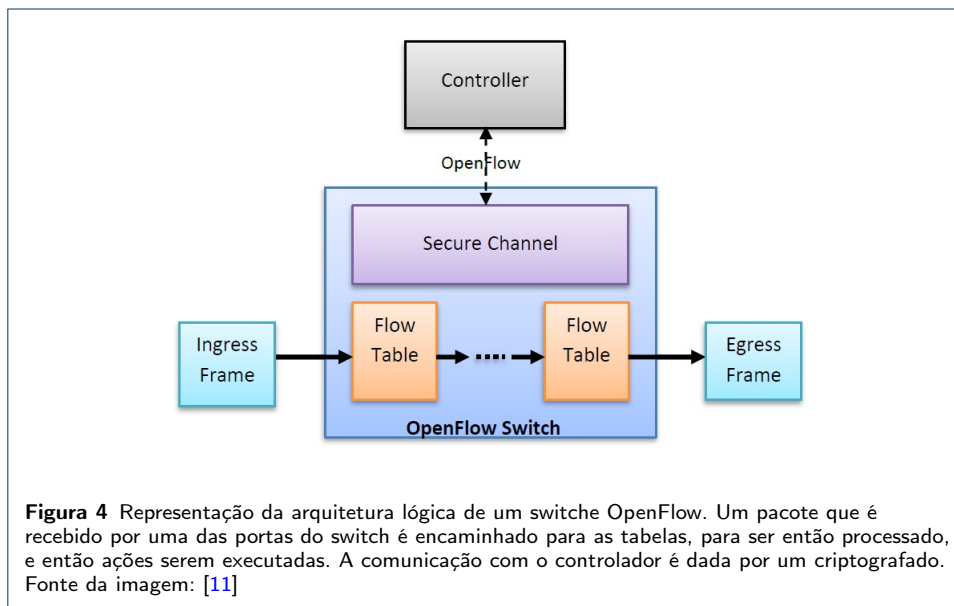 Controller
OpenFlow
Secure Channel
Ingress
Frame
Flow
Table
Flow
Table
Egress
Frame
OpenFlow Switch
Figura 4 Representação da arquitetura lógica de um switche OpenFlow. Um pacote que é
recebido por uma das portas do switch é encaminhado para as tabelas, para ser então processado,
e então ações serem executadas. A comunicação com o controlador é dada por um criptografado.
Fonte da imagem: [11]